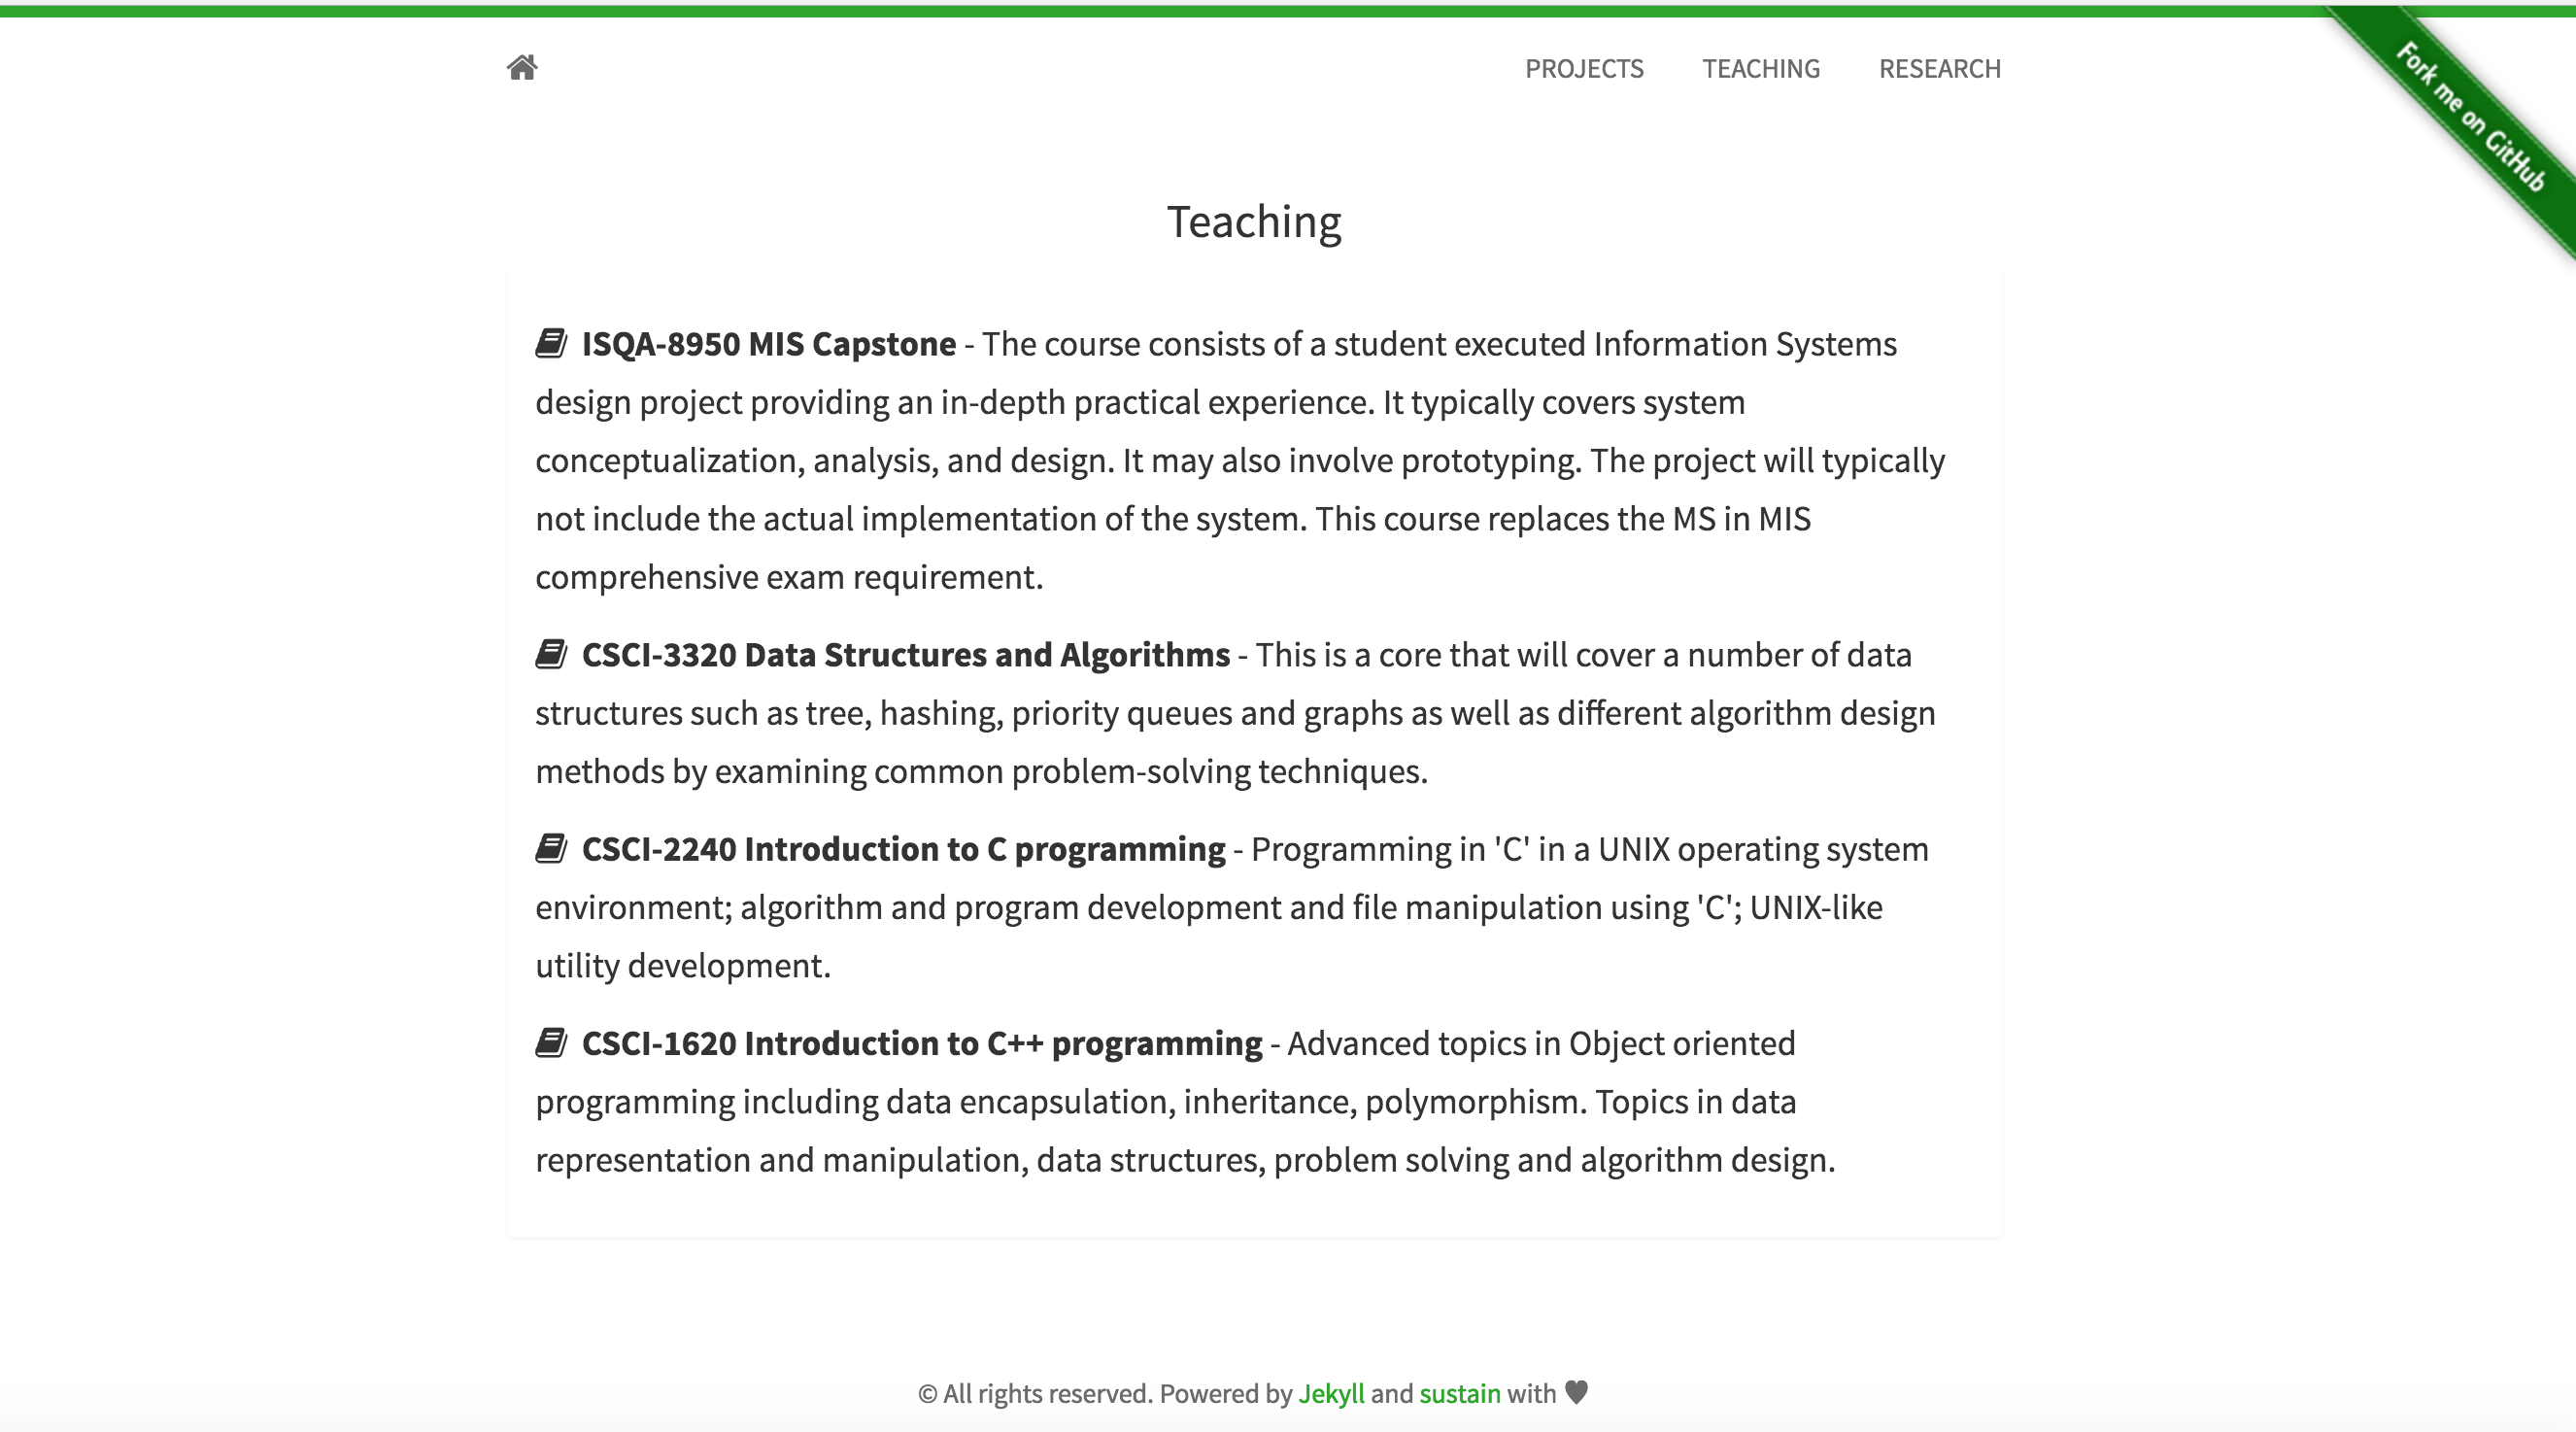 PROJECTS TEACHING RESEARCH
Fork me on GitHub
Teaching
ISQA-8950 MIS Capstone - The course consists of a student executed Information Systems
design project providing an in-depth practical experience. It typically covers system
conceptualization, analysis, and design. It may also involve prototyping. The project will typically
not include the actual implementation of the system. This course replaces the MS in MIS
comprehensive exam requirement.
CSCI-3320 Data Structures and Algorithms - This is a core that will cover a number of data
structures such as tree, hashing, priority queues and graphs as well as different algorithm design
methods by examining common problem-solving techniques.
CSCI-2240 Introduction to C programming - Programming in 'C' in a UNIX operating system
environment; algorithm and program development and file manipulation using 'C'; UNIX-like
utility development.
CSCI-1620 Introduction to C++ programming - Advanced topics in Object oriented
programming including data encapsulation, inheritance, polymorphism. Topics in data
representation and manipulation, data structures, problem solving and algorithm design.
© All rights reserved. Powered by Jekyll and sustain with